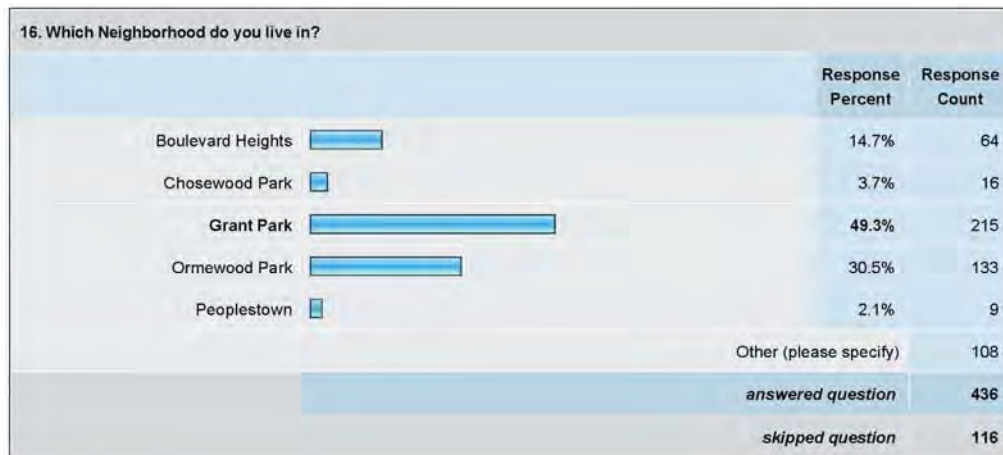 16. Which Neighborhood do you live in?
Response Percent Response Count
Boulevard Heights 14.7% 64
Chosewood Park 3.7% 16
Grant Park 49.3% 215
Ormewood Park 30.5% 133
Peoplestown 2.1% 9
Other (please specify) 108
answered question 436
skipped question 116